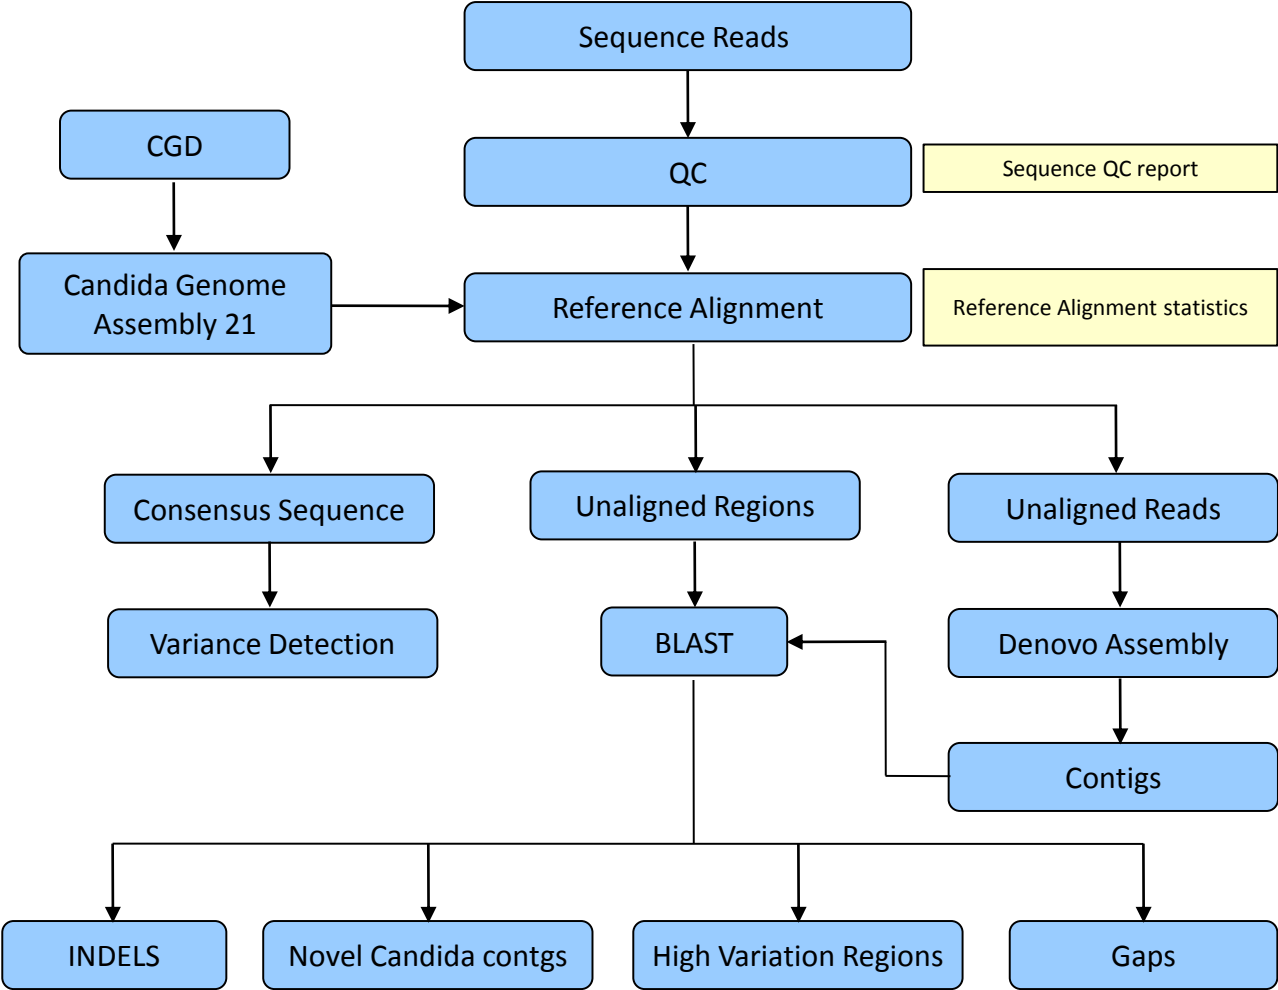 Sequence Reads
CGD
QC
Sequence QC report
Candida Genome
Assembly 21
Reference Alignment
Reference Alignment statistics
Consensus Sequence
Unaligned Regions
Unaligned Reads
Variance Detection
BLAST
Denovo Assembly
Contigs
INDELS
Novel Candida contgs
High Variation Regions
Gaps